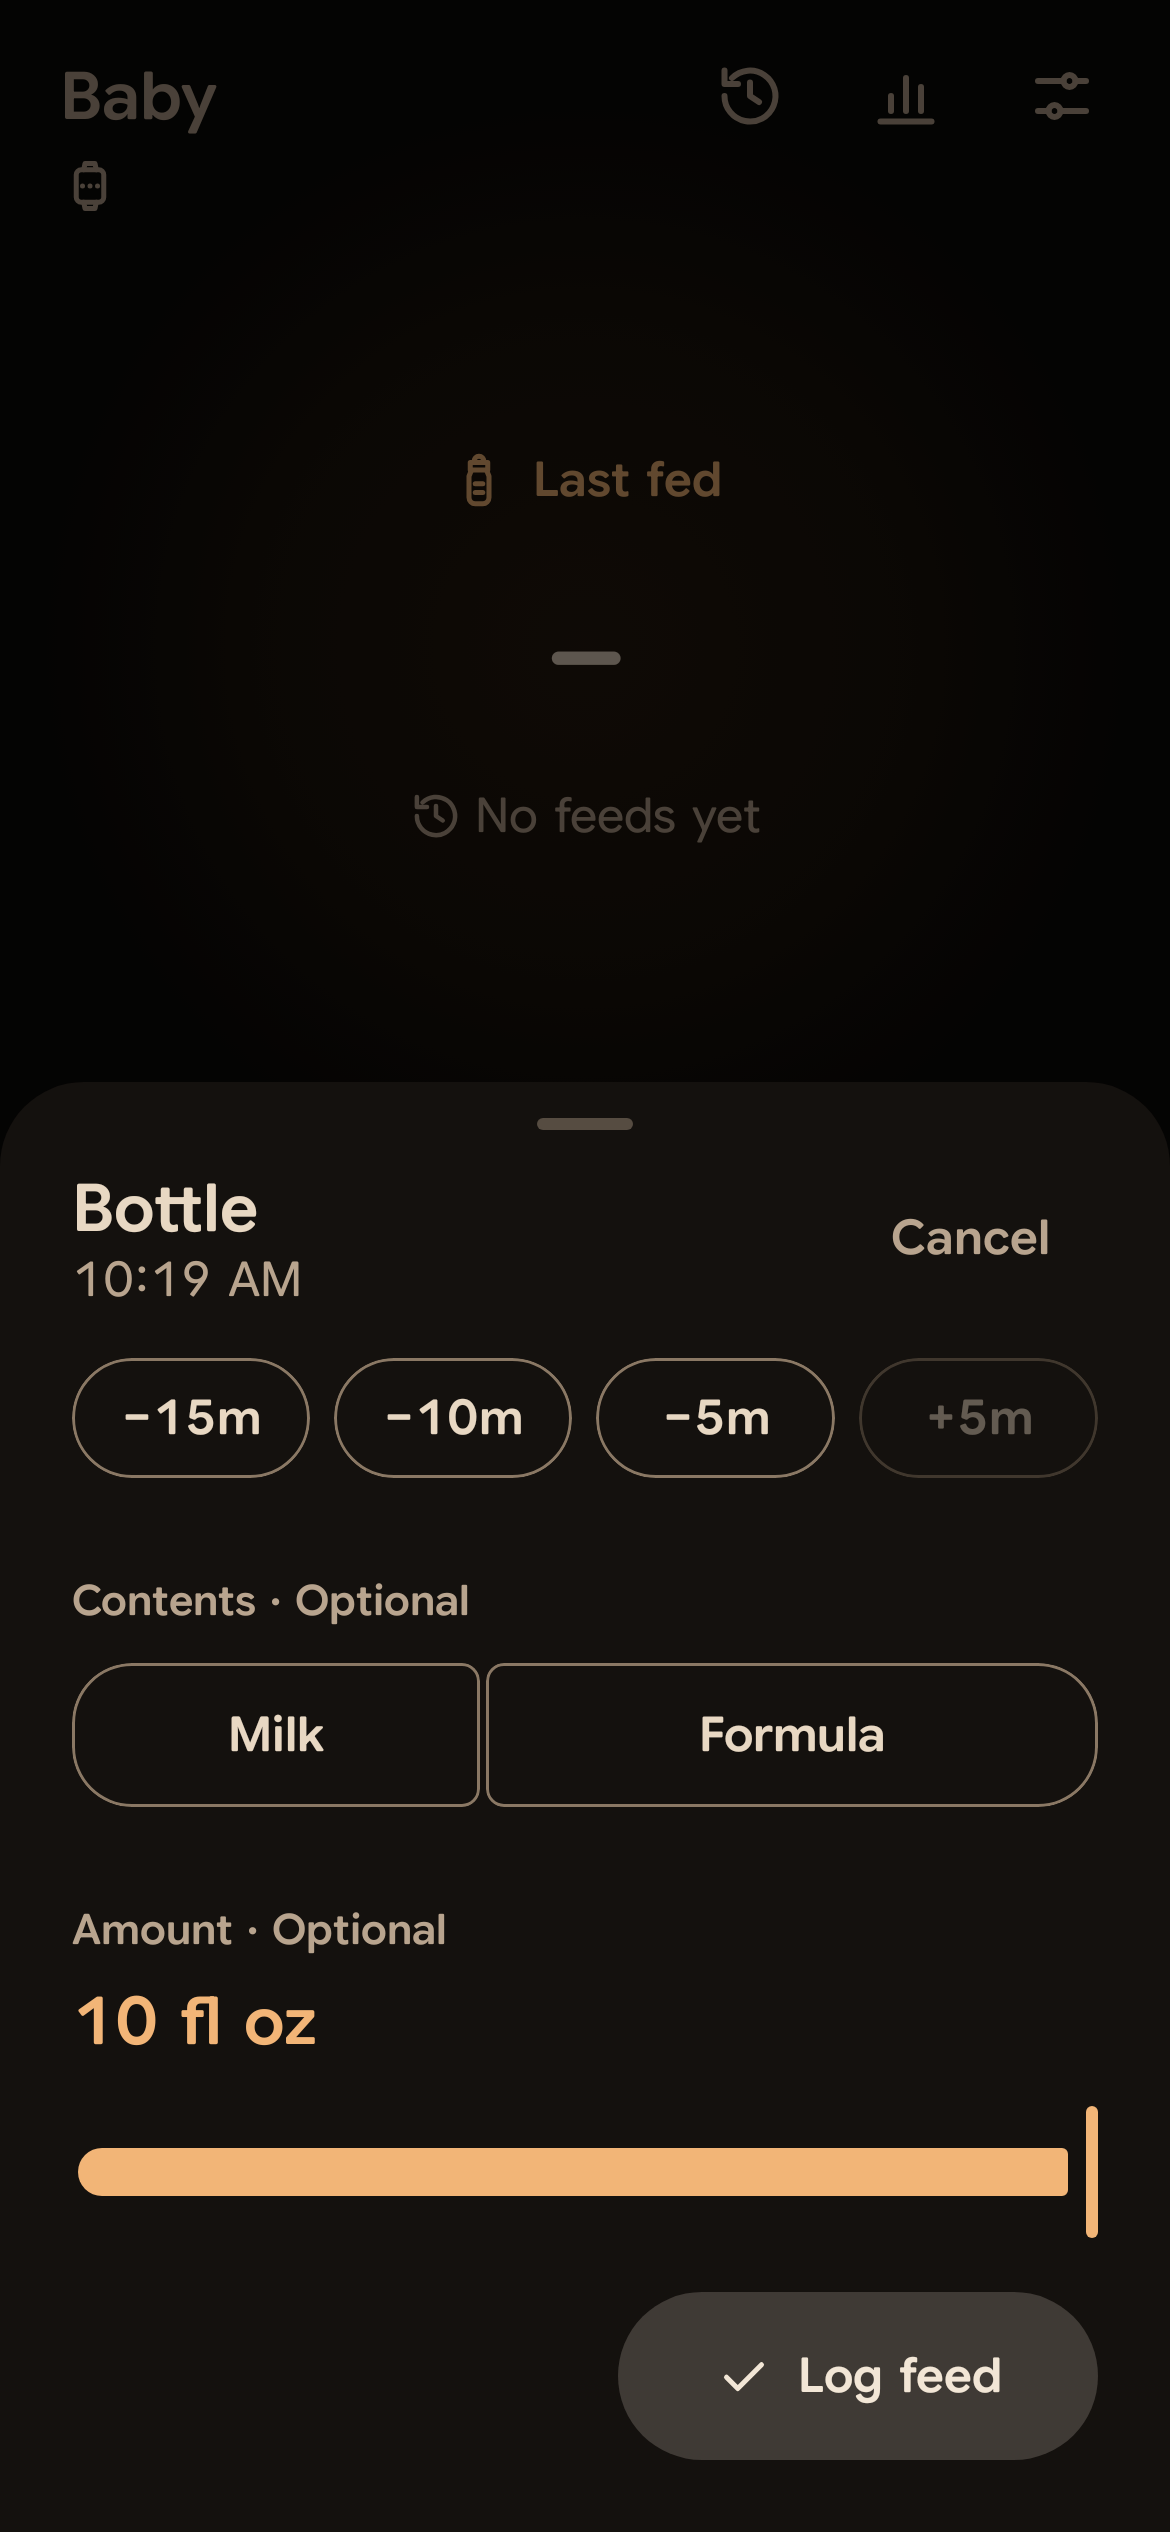 Baby
Last fed
–
No feeds yet
Bottle
10:19 AM
Cancel
−15m
−10m
−5m
+5m
Contents · Optional
Milk
Formula
Amount · Optional
10 fl oz
Log feed